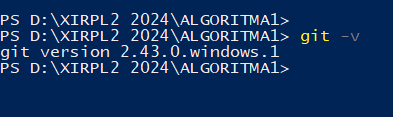 PS D:\XIRPL2 2024\ALGORITMA1>
PS D:\XIRPL2 2024\ALGORITMA1> git -v
git version 2.43.0.windows.1
PS D:\XIRPL2 2024\ALGORITMA1>